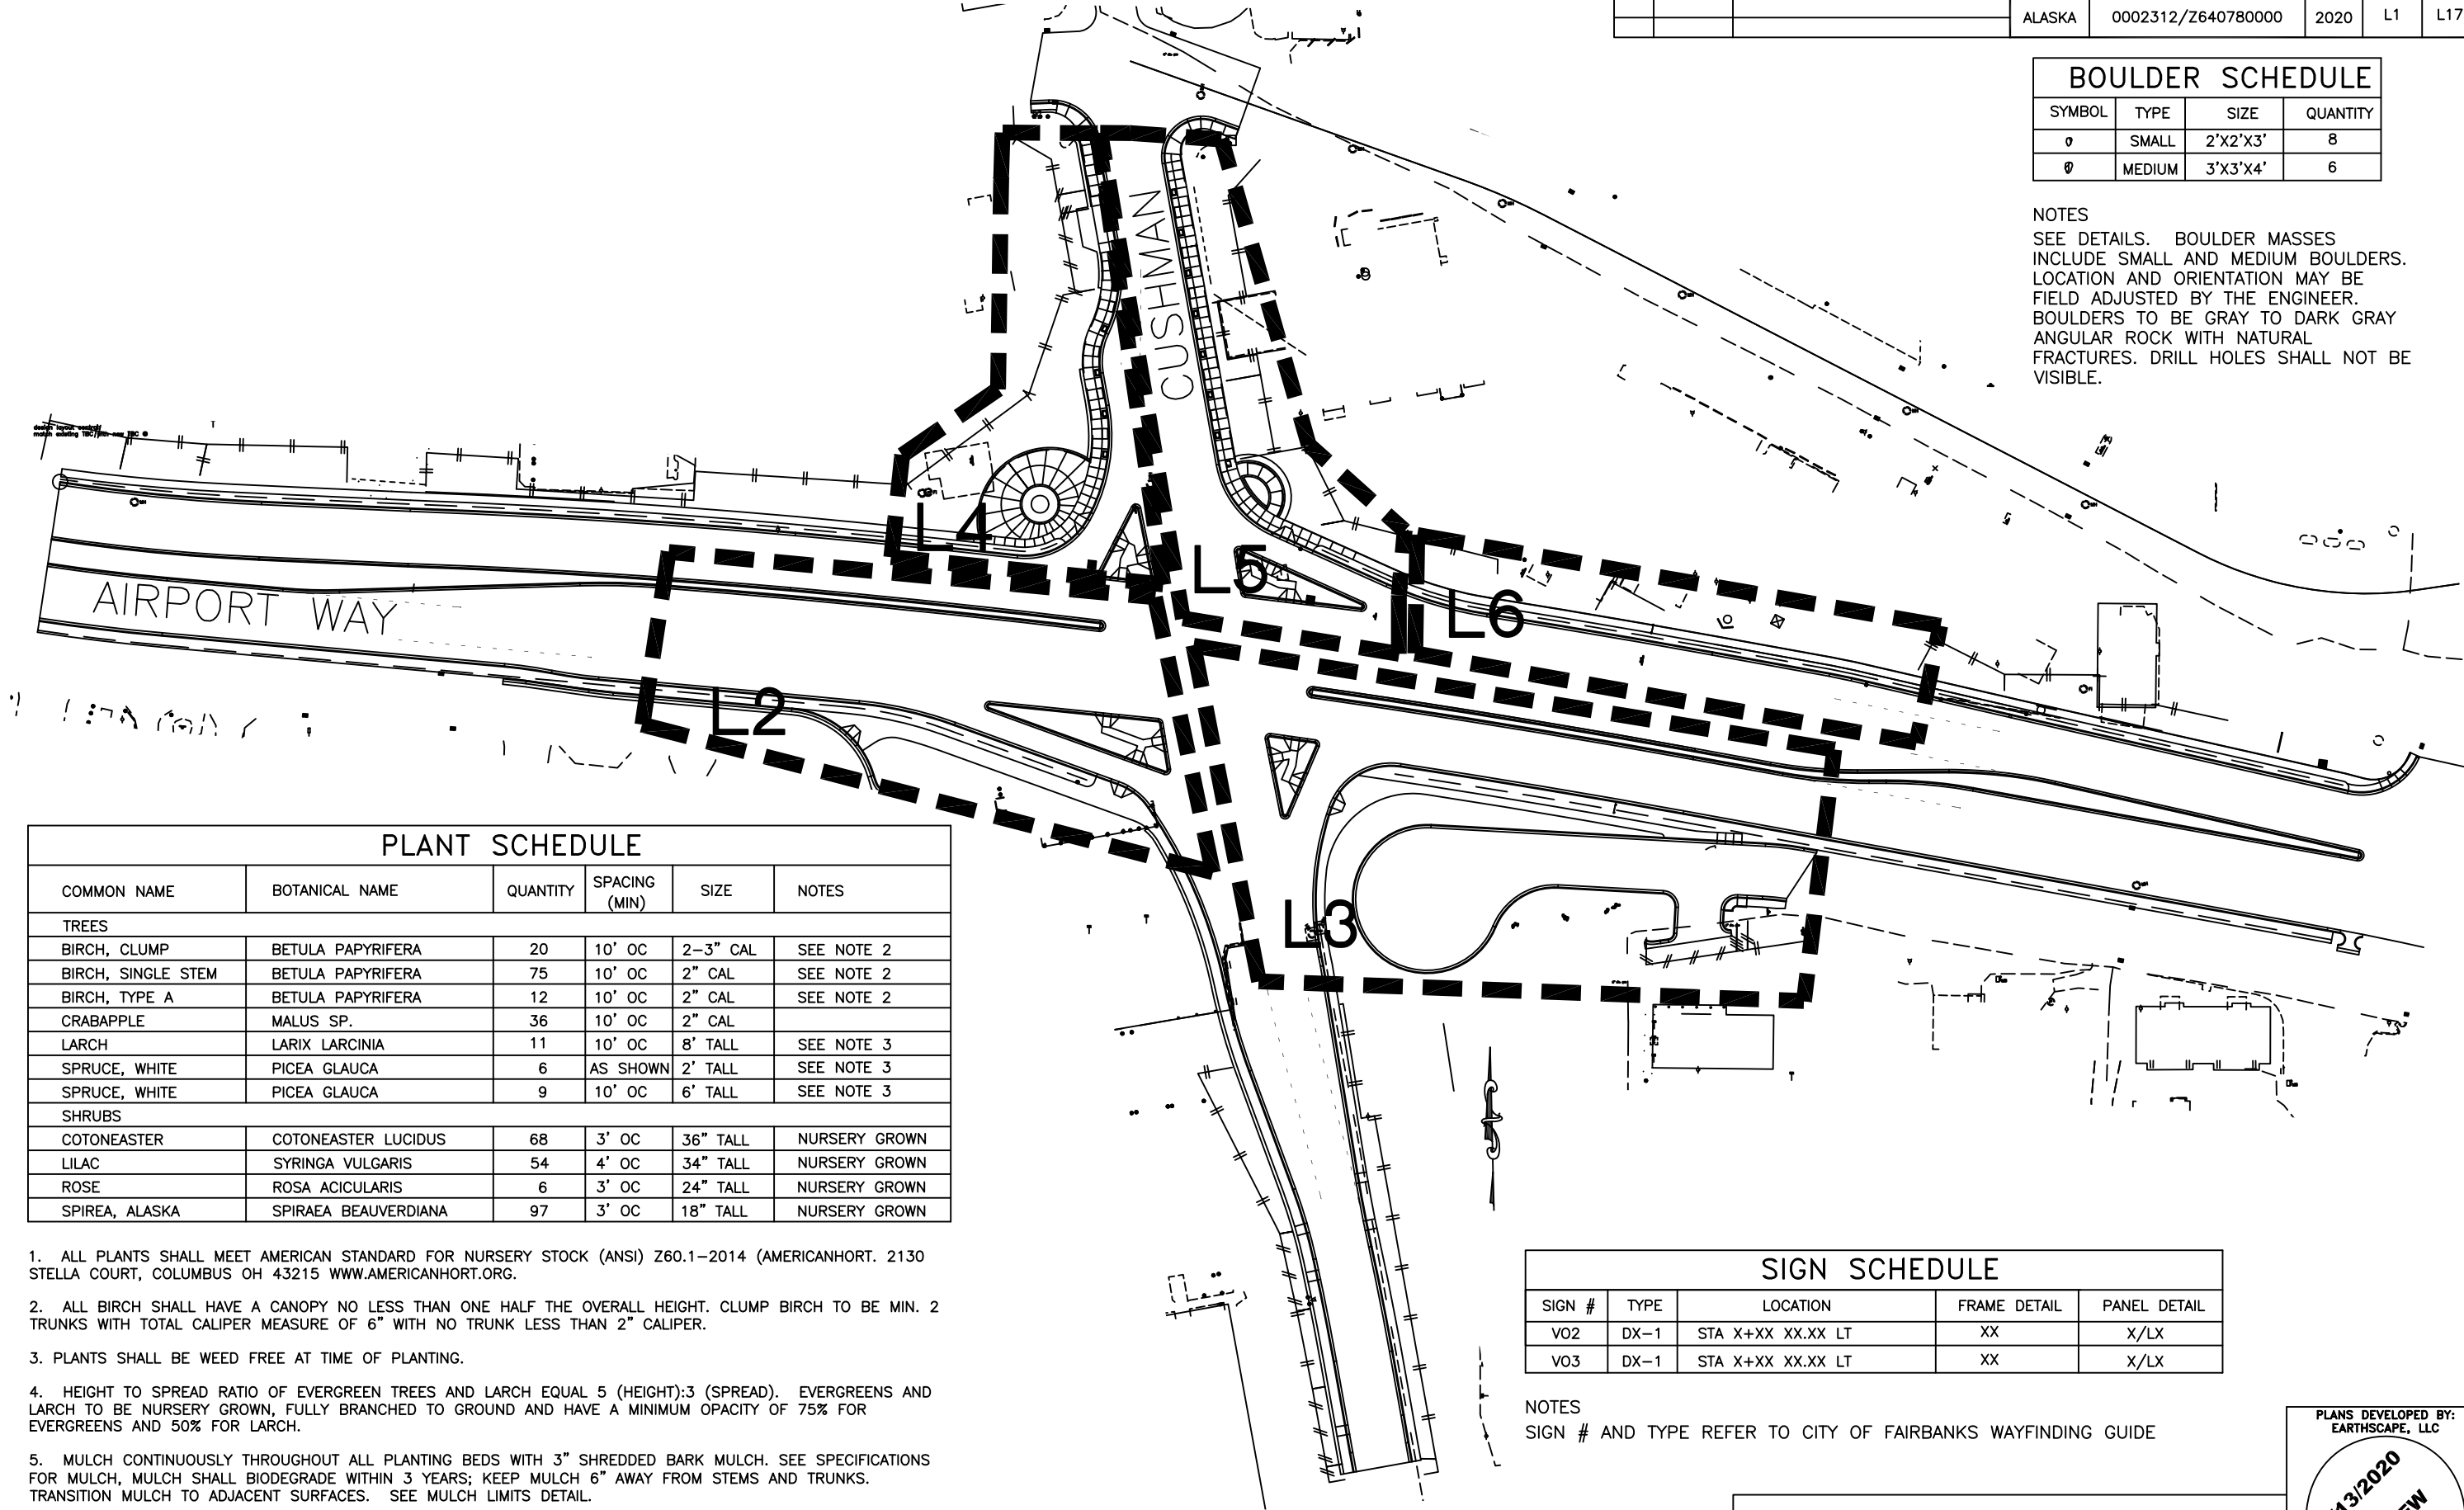 ALASKA 0002312/Z640780000 2020 L1 L17
BOULDER SCHEDULE
SYMBOL TYPE SIZE QUANTITY
SMALL 2'X2'X3' 8
MEDIUM 3'X3'X4' 6
NOTES
SEE DETAILS. BOULDER MASSES
INCLUDE SMALL AND MEDIUM BOULDERS.
LOCATION AND ORIENTATION MAY BE
FIELD ADJUSTED BY THE ENGINEER.
BOULDERS TO BE GRAY TO DARK GRAY
ANGULAR ROCK WITH NATURAL
FRACTURES. DRILL HOLES SHALL NOT BE
VISIBLE.
CUSHMAN
L4
L5
L6
AIRPORT WAY
L2
L3
PLANT SCHEDULE
COMMON NAME BOTANICAL NAME QUANTITY SPACING (MIN) SIZE NOTES
TREES
BIRCH, CLUMP BETULA PAPYRIFERA 20 10' OC 2-3" CAL SEE NOTE 2
BIRCH, SINGLE STEM BETULA PAPYRIFERA 75 10' OC 2" CAL SEE NOTE 2
BIRCH, TYPE A BETULA PAPYRIFERA 12 10' OC 2" CAL SEE NOTE 2
CRABAPPLE MALUS SP. 36 10' OC 2" CAL
LARCH LARIX LARCINIA 11 10' OC 8' TALL SEE NOTE 3
SPRUCE, WHITE PICEA GLAUCA 6 AS SHOWN 2' TALL SEE NOTE 3
SPRUCE, WHITE PICEA GLAUCA 9 10' OC 6' TALL SEE NOTE 3
SHRUBS
COTONEASTER COTONEASTER LUCIDUS 68 3' OC 36" TALL NURSERY GROWN
LILAC SYRINGA VULGARIS 54 4' OC 34" TALL NURSERY GROWN
ROSE ROSA ACICULARIS 6 3' OC 24" TALL NURSERY GROWN
SPIREA, ALASKA SPIRAEA BEAUVERDIANA 97 3' OC 18" TALL NURSERY GROWN
1. ALL PLANTS SHALL MEET AMERICAN STANDARD FOR NURSERY STOCK (ANSI) Z60.1-2014 (AMERICANHORT. 2130
STELLA COURT, COLUMBUS OH 43215 WWW.AMERICANHORT.ORG.
2. ALL BIRCH SHALL HAVE A CANOPY NO LESS THAN ONE HALF THE OVERALL HEIGHT. CLUMP BIRCH TO BE MIN. 2
TRUNKS WITH TOTAL CALIPER MEASURE OF 6" WITH NO TRUNK LESS THAN 2" CALIPER.
3. PLANTS SHALL BE WEED FREE AT TIME OF PLANTING.
4. HEIGHT TO SPREAD RATIO OF EVERGREEN TREES AND LARCH EQUAL 5 (HEIGHT):3 (SPREAD). EVERGREENS AND
LARCH TO BE NURSERY GROWN, FULLY BRANCHED TO GROUND AND HAVE A MINIMUM OPACITY OF 75% FOR
EVERGREENS AND 50% FOR LARCH.
5. MULCH CONTINUOUSLY THROUGHOUT ALL PLANTING BEDS WITH 3" SHREDDED BARK MULCH. SEE SPECIFICATIONS
FOR MULCH, MULCH SHALL BIODEGRADE WITHIN 3 YEARS; KEEP MULCH 6" AWAY FROM STEMS AND TRUNKS.
TRANSITION MULCH TO ADJACENT SURFACES. SEE MULCH LIMITS DETAIL.
SIGN SCHEDULE
SIGN # TYPE LOCATION FRAME DETAIL PANEL DETAIL
V02 DX-1 STA X+XX XX.XX LT XX X/LX
V03 DX-1 STA X+XX XX.XX LT XX X/LX
NOTES
SIGN # AND TYPE REFER TO CITY OF FAIRBANKS WAYFINDING GUIDE
PLANS DEVELOPED BY:
EARTHSCAPE, LLC
13/2020